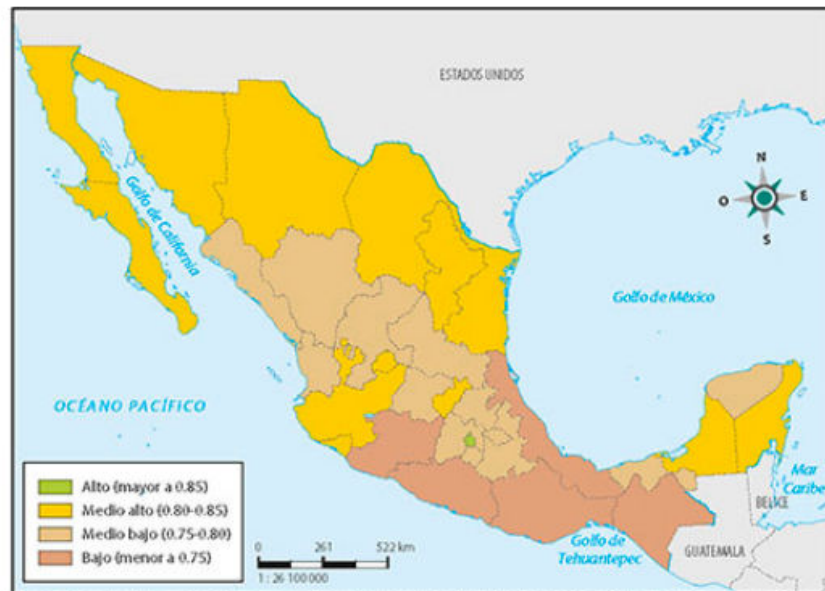 ESTADOS UNIDOS
N
O
E
S
Golfo de California
Golfo de México
OCÉANO PACÍFICO
Mar
Caribe
BELICE
GUATEMALA
Golfo de
Tehuantepec
Alto (mayor a 0.85)
Medio alto (0.80-0.85)
Medio bajo (0.75-0.80)
Bajo (menor a 0.75)
0 261 522 km
1 : 26 100 000